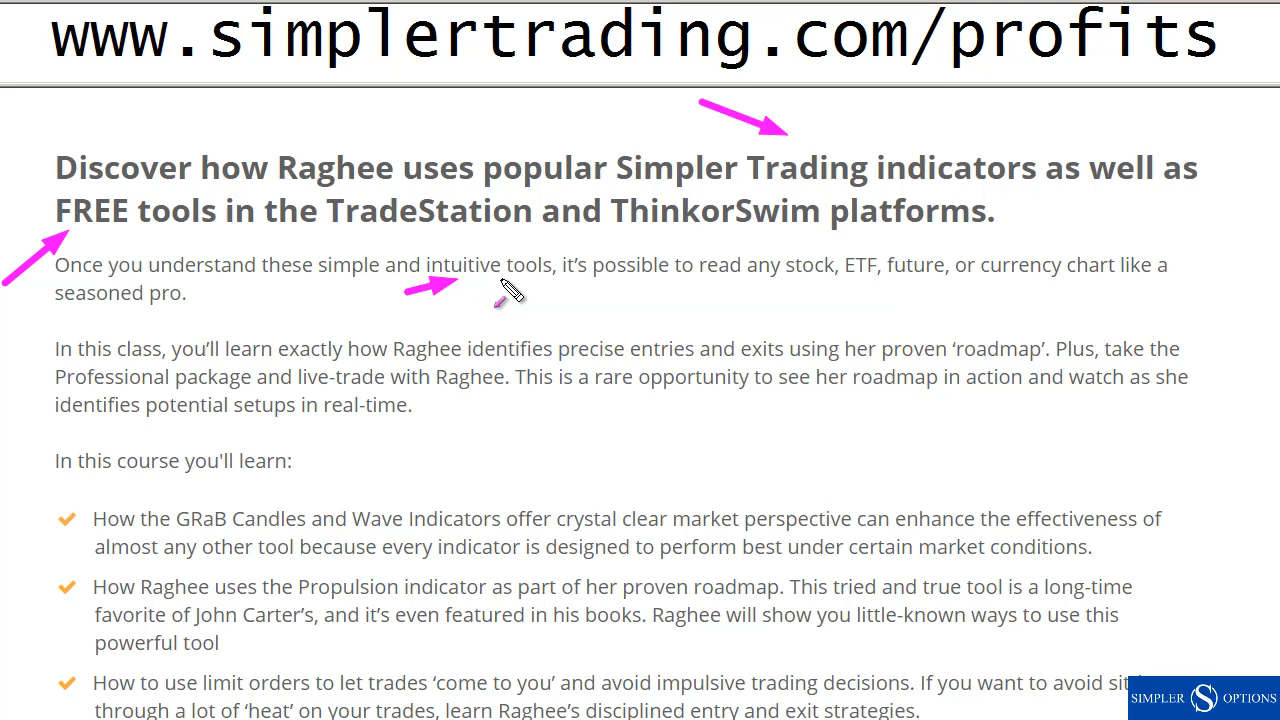 www.simplertrading.com/profits
Discover how Raghee uses popular Simpler Trading indicators as well as
FREE tools in the TradeStation and ThinkorSwim platforms.
Once you understand these simple and intuitive tools, it’s possible to read any stock, ETF, future, or currency chart like a
seasoned pro.
In this class, you’ll learn exactly how Raghee identifies precise entries and exits using her proven ‘roadmap’. Plus, take the
Professional package and live-trade with Raghee. This is a rare opportunity to see her roadmap in action and watch as she
identifies potential setups in real-time.
In this course you'll learn:
How the GRaB Candles and Wave Indicators offer crystal clear market perspective can enhance the effectiveness of
almost any other tool because every indicator is designed to perform best under certain market conditions.
How Raghee uses the Propulsion indicator as part of her proven roadmap. This tried and true tool is a long-time
favorite of John Carter’s, and it’s even featured in his books. Raghee will show you little-known ways to use this
powerful tool
How to use limit orders to let trades ‘come to you’ and avoid impulsive trading decisions. If you want to avoid
through a lot of ‘heat’ on your trades, learn Raghee’s disciplined entry and exit strategies.
SIMPLER S OPTIONS